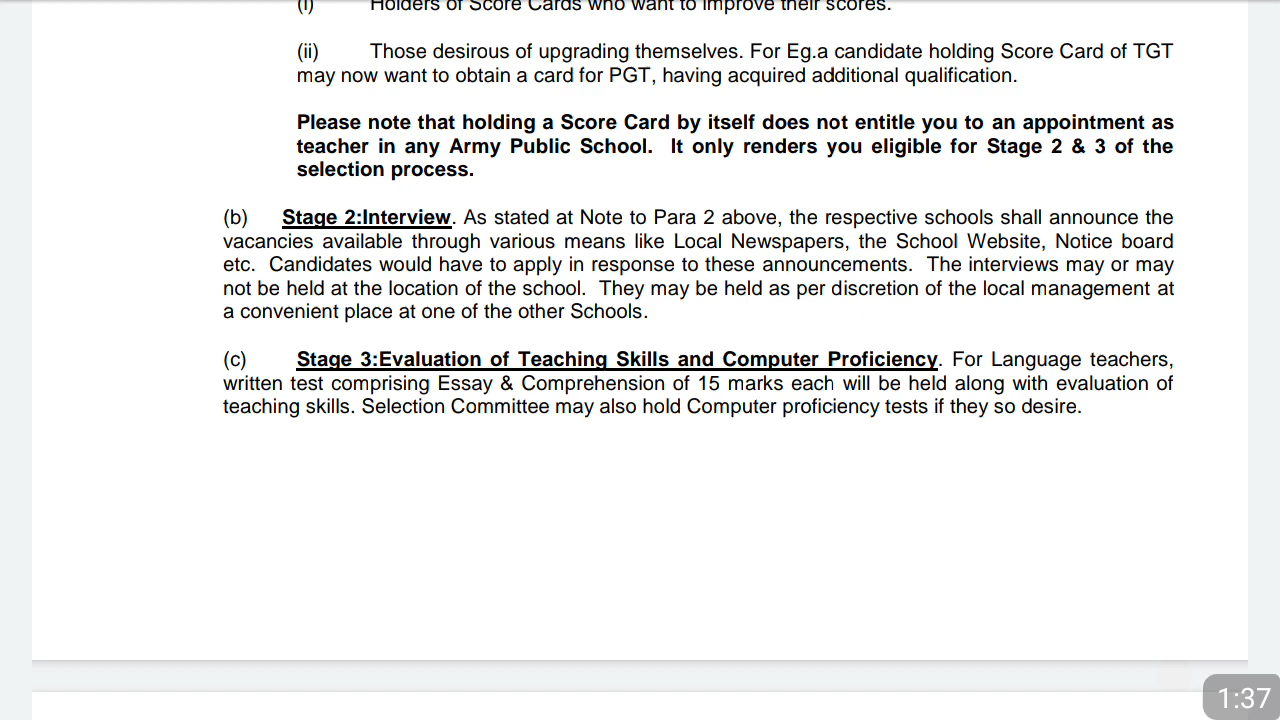 (i) Holders of Score Cards who want to improve their scores.
(ii) Those desirous of upgrading themselves. For Eg.a candidate holding Score Card of TGT
may now want to obtain a card for PGT, having acquired additional qualification.
Please note that holding a Score Card by itself does not entitle you to an appointment as
teacher in any Army Public School. It only renders you eligible for Stage 2 & 3 of the
selection process.
(b) Stage 2:Interview. As stated at Note to Para 2 above, the respective schools shall announce the
vacancies available through various means like Local Newspapers, the School Website, Notice board
etc. Candidates would have to apply in response to these announcements. The interviews may or may
not be held at the location of the school. They may be held as per discretion of the local management at
a convenient place at one of the other Schools.
(c) Stage 3:Evaluation of Teaching Skills and Computer Proficiency. For Language teachers,
written test comprising Essay & Comprehension of 15 marks each will be held along with evaluation of
teaching skills. Selection Committee may also hold Computer proficiency tests if they so desire.
1:37